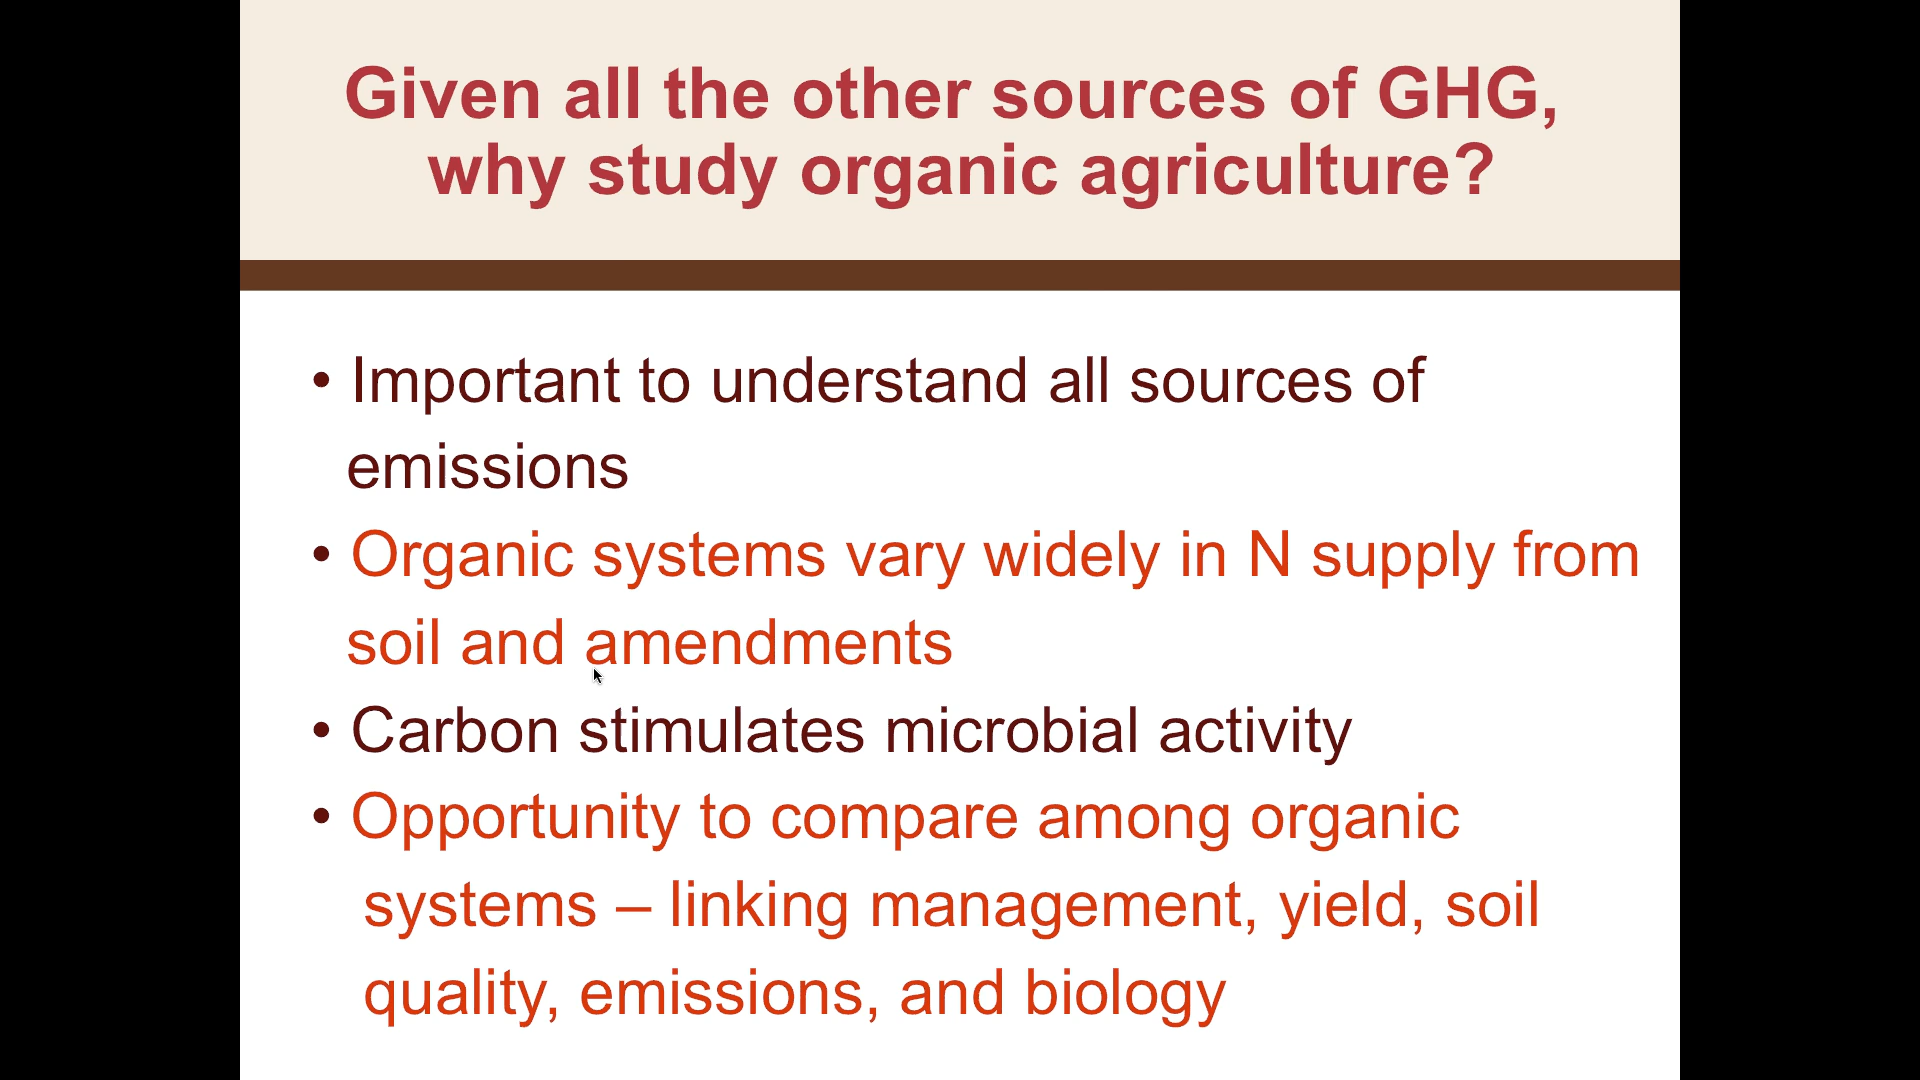 Given all the other sources of GHG,
why study organic agriculture?
• Important to understand all sources of
emissions
• Organic systems vary widely in N supply from
soil and amendments
• Carbon stimulates microbial activity
• Opportunity to compare among organic
systems – linking management, yield, soil
quality, emissions, and biology